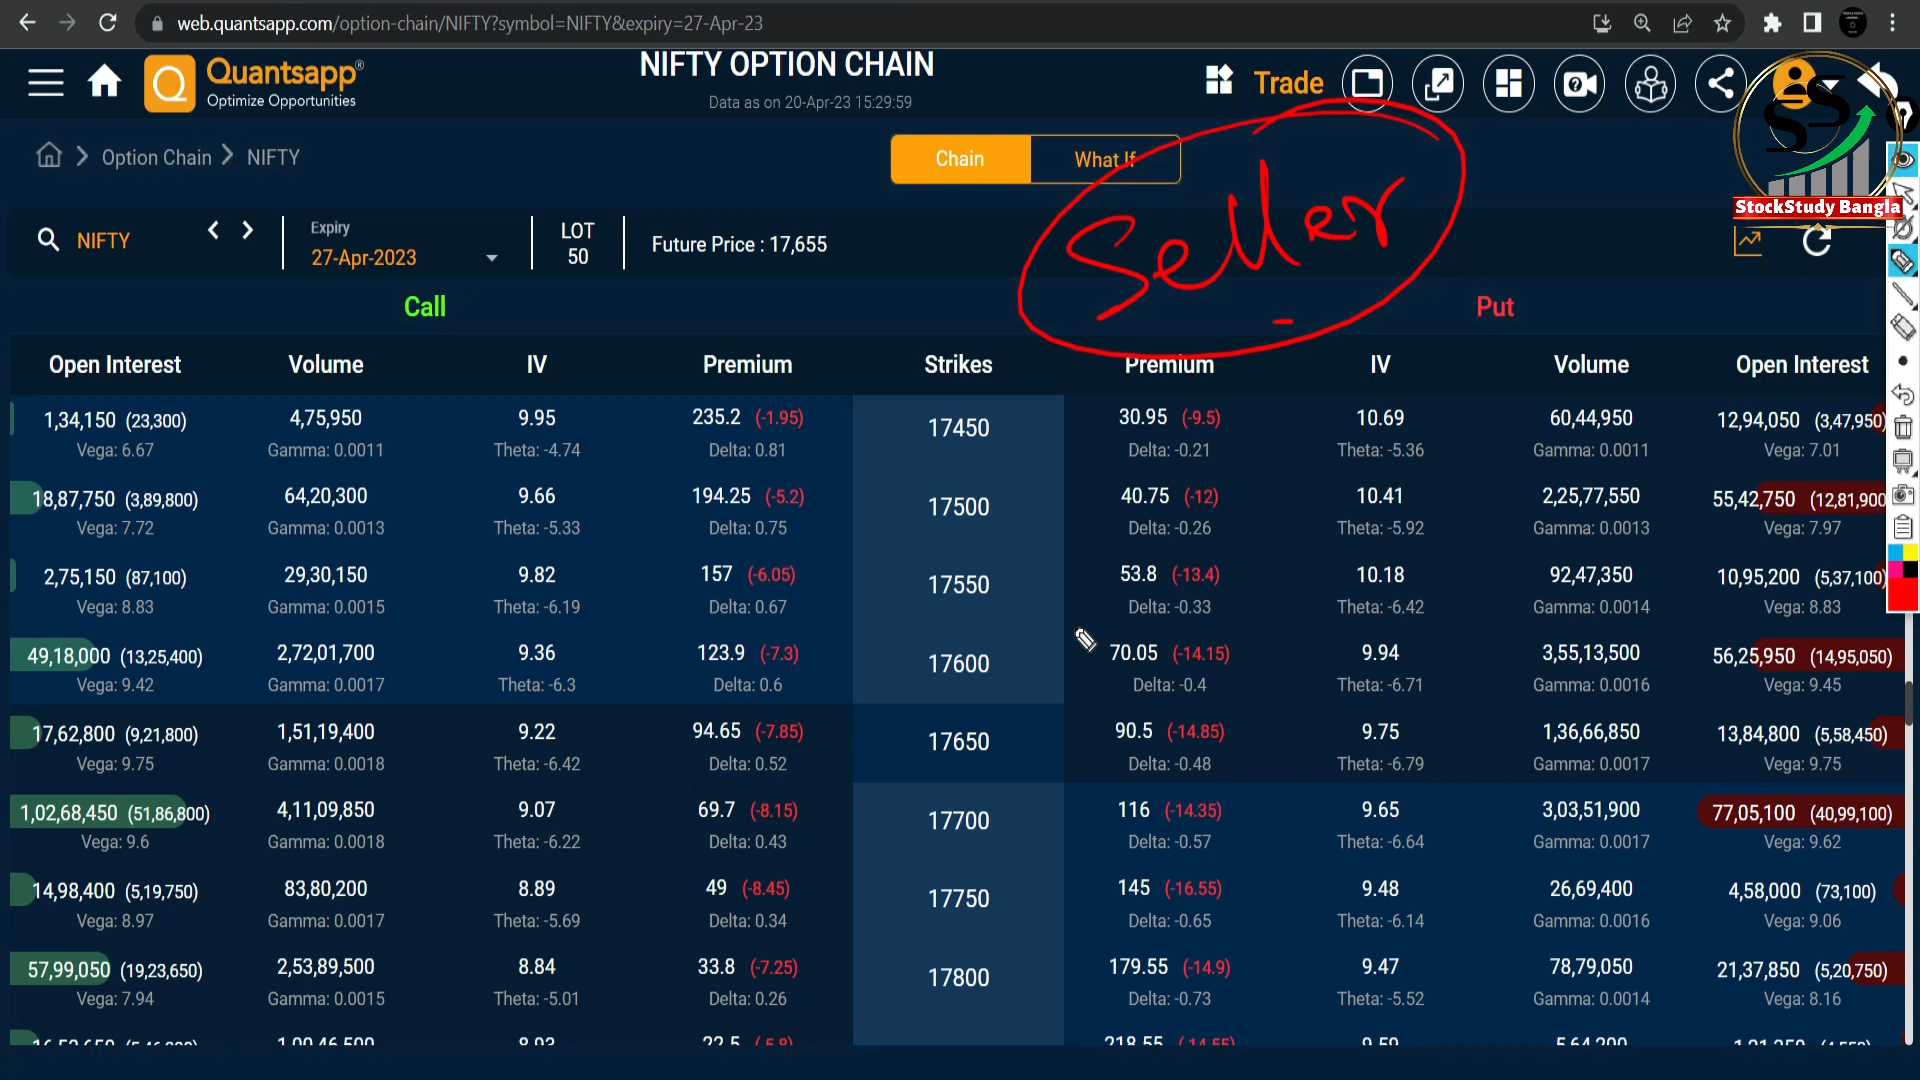 web.quantsapp.com/option-chain/NIFTY?symbol=NIFTY&expiry=27-Apr-23
Quantsapp®
Optimize Opportunities
NIFTY OPTION CHAIN
Data as on 20-Apr-23 15:29:59
Trade
SS
StockStudy Bangla
Option Chain NIFTY
Chain What If
Seller
NIFTY
Expiry
27-Apr-2023
LOT
50
Future Price : 17,655
Call Put
Open Interest Volume IV Premium Strikes Premium IV Volume Open Interest
1,34,150 (23,300) 4,75,950 9.95 235.2 (-1.95) 17450 30.95 (-9.5) 10.69 60,44,950 12,94,050 (3,47,950)
Vega: 6.67 Gamma: 0.0011 Theta: -4.74 Delta: 0.81 Delta: -0.21 Theta: -5.36 Gamma: 0.0011 Vega: 7.01
18,87,750 (3,89,800) 64,20,300 9.66 194.25 (-5.2) 17500 40.75 (-12) 10.41 2,25,77,550 55,42,750 (12,81,900
Vega: 7.72 Gamma: 0.0013 Theta: -5.33 Delta: 0.75 Delta: -0.26 Theta: -5.92 Gamma: 0.0013 Vega: 7.97
2,75,150 (87,100) 29,30,150 9.82 157 (-6.05) 17550 53.8 (-13.4) 10.18 92,47,350 10,95,200 (5,37,100)
Vega: 8.83 Gamma: 0.0015 Theta: -6.19 Delta: 0.67 Delta: -0.33 Theta: -6.42 Gamma: 0.0014 Vega: 8.83
49,18,000 (13,25,400) 2,72,01,700 9.36 123.9 (-7.3) 17600 70.05 (-14.15) 9.94 3,55,13,500 56,25,950 (14,95,050)
Vega: 9.42 Gamma: 0.0017 Theta: -6.3 Delta: 0.6 Delta: -0.4 Theta: -6.71 Gamma: 0.0016 Vega: 9.45
17,62,800 (9,21,800) 1,51,19,400 9.22 94.65 (-7.85) 17650 90.5 (-14.85) 9.75 1,36,66,850 13,84,800 (5,58,450)
Vega: 9.75 Gamma: 0.0018 Theta: -6.42 Delta: 0.52 Delta: -0.48 Theta: -6.79 Gamma: 0.0017 Vega: 9.75
1,02,68,450 (51,86,800) 4,11,09,850 9.07 69.7 (-8.15) 17700 116 (-14.35) 9.65 3,03,51,900 77,05,100 (40,99,100)
Vega: 9.6 Gamma: 0.0018 Theta: -6.22 Delta: 0.43 Delta: -0.57 Theta: -6.64 Gamma: 0.0017 Vega: 9.62
14,98,400 (5,19,750) 83,80,200 8.89 49 (-8.45) 17750 145 (-16.55) 9.48 26,69,400 4,58,000 (73,100)
Vega: 8.97 Gamma: 0.0017 Theta: -5.69 Delta: 0.34 Delta: -0.65 Theta: -6.14 Gamma: 0.0016 Vega: 9.06
57,99,050 (19,23,650) 2,53,89,500 8.84 33.8 (-7.25) 17800 179.55 (-14.9) 9.47 78,79,050 21,37,850 (5,20,750)
Vega: 7.94 Gamma: 0.0015 Theta: -5.01 Delta: 0.26 Delta: -0.73 Theta: -5.52 Gamma: 0.0014 Vega: 8.16